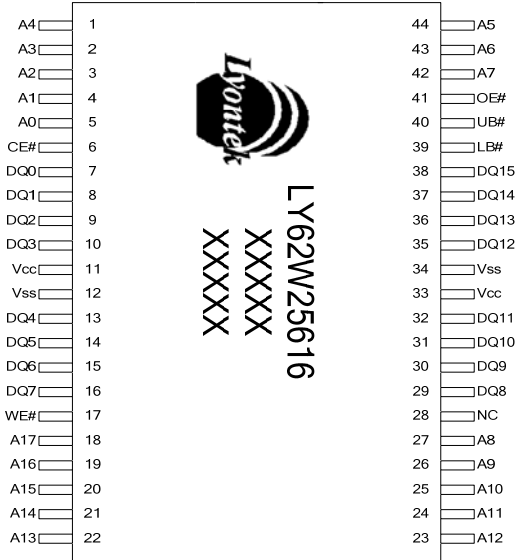 A4 1 44 A5
A3 2 43 A6
A2 3 42 A7
A1 4 41 OE#
A0 5 40 UB#
CE# 6 39 LB#
DQ0 7 38 DQ15
DQ1 8 37 DQ14
DQ2 9 36 DQ13
DQ3 10 35 DQ12
Vcc 11 34 Vss
Vss 12 33 Vcc
DQ4 13 32 DQ11
DQ5 14 31 DQ10
DQ6 15 30 DQ9
DQ7 16 29 DQ8
WE# 17 28 NC
A17 18 27 A8
A16 19 26 A9
A15 20 25 A10
A14 21 24 A11
A13 22 23 A12
Lyontek
LY62W25616
XXXXX
XXXXX